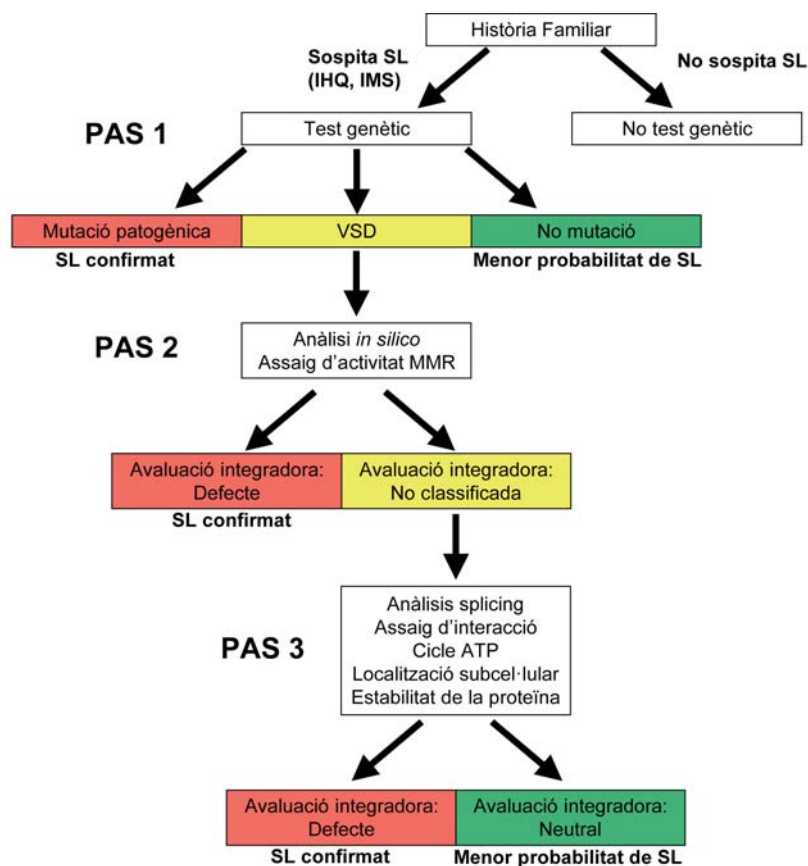 Història Familiar
Sospita SL
(IHQ, IMS)
No sospita SL
PAS 1
Test genètic
No test genètic
Mutació patogènica
VSD
No mutació
SL confirmat
Menor probabilitat de SL
PAS 2
Anàlisi in silico
Assaig d'activitat MMR
Avaluació integradora:
Defecte
Avaluació integradora:
No classificada
SL confirmat
PAS 3
Anàlisis splicing
Assaig d'interacció
Cicle ATP
Localització subcel·lular
Estabilitat de la proteïna
Avaluació integradora:
Defecte
Avaluació integradora:
Neutral
SL confirmat
Menor probabilitat de SL